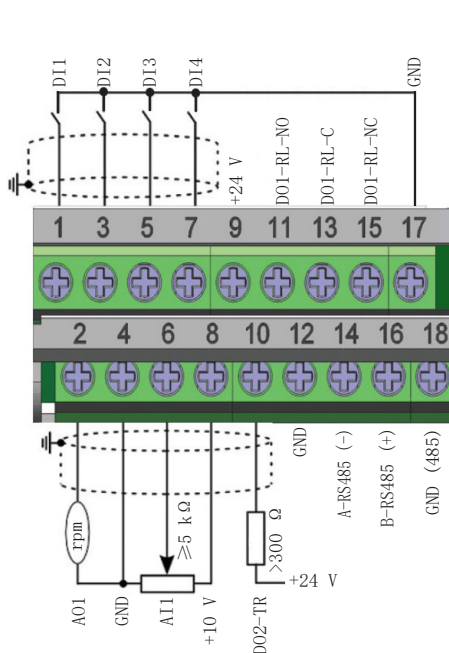 DI1
DI2
DI3
DI4
+24 V
DO1-RL-NO
DO1-RL-C
DO1-RL-NC
GND
1 3 5 7 9 11 13 15 17
2 4 6 8 10 12 14 16 18
rpm
AO1
GND
≥5 kΩ
AI1
+10 V
>300 Ω
+24 V
DO2-TR
GND
A-RS485 (-)
B-RS485 (+)
GND (485)